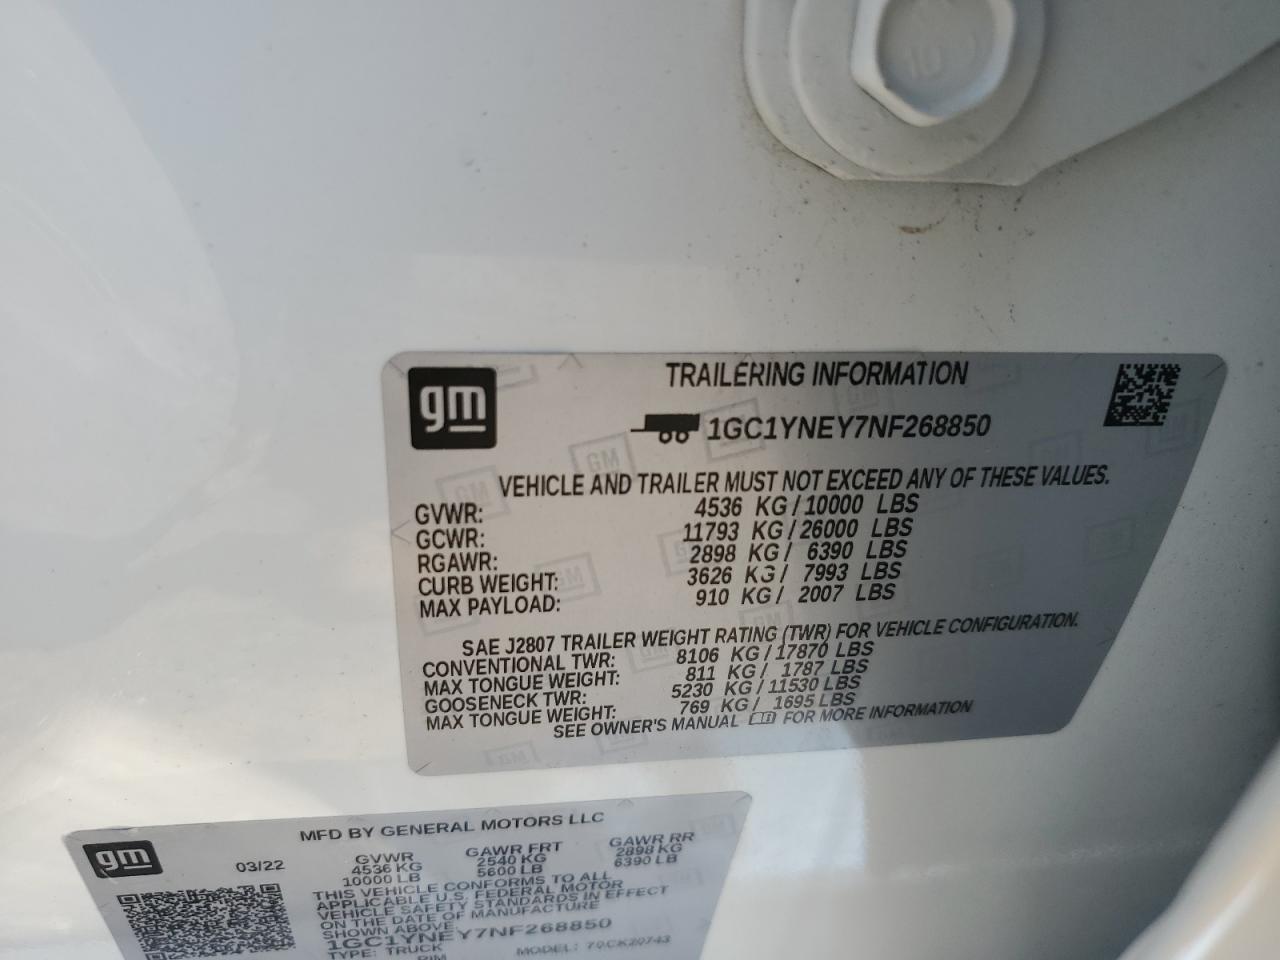 10
gm
TRAILERING INFORMATION
1GC1YNEY7NF268850
VEHICLE AND TRAILER MUST NOT EXCEED ANY OF THESE VALUES.
GVWR: 4536 KG / 10000 LBS
GCWR: 11793 KG / 26000 LBS
RGAWR: 2898 KG / 6390 LBS
CURB WEIGHT: 3626 KG / 7993 LBS
MAX PAYLOAD: 910 KG / 2007 LBS
SAE J2807 TRAILER WEIGHT RATING (TWR) FOR VEHICLE CONFIGURATION.
CONVENTIONAL TWR: 8106 KG / 17870 LBS
MAX TONGUE WEIGHT: 811 KG / 1787 LBS
GOOSENECK TWR: 5230 KG / 11530 LBS
MAX TONGUE WEIGHT: 769 KG / 1695 LBS
SEE OWNER'S MANUAL FOR MORE INFORMATION
gm
MFD BY GENERAL MOTORS LLC
03/22 GVWR GAWR FRT GAWR RR
4536 KG 2540 KG 2898 KG
10000 LB 5600 LB 6390 LB
THIS VEHICLE CONFORMS TO ALL
APPLICABLE U.S. FEDERAL MOTOR
VEHICLE SAFETY STANDARDS IN EFFECT
ON THE DATE OF MANUFACTURE
SHOWN ABOVE
1GC1YNEY7NF268850
TYPE: TRUCK MODEL:
RIM